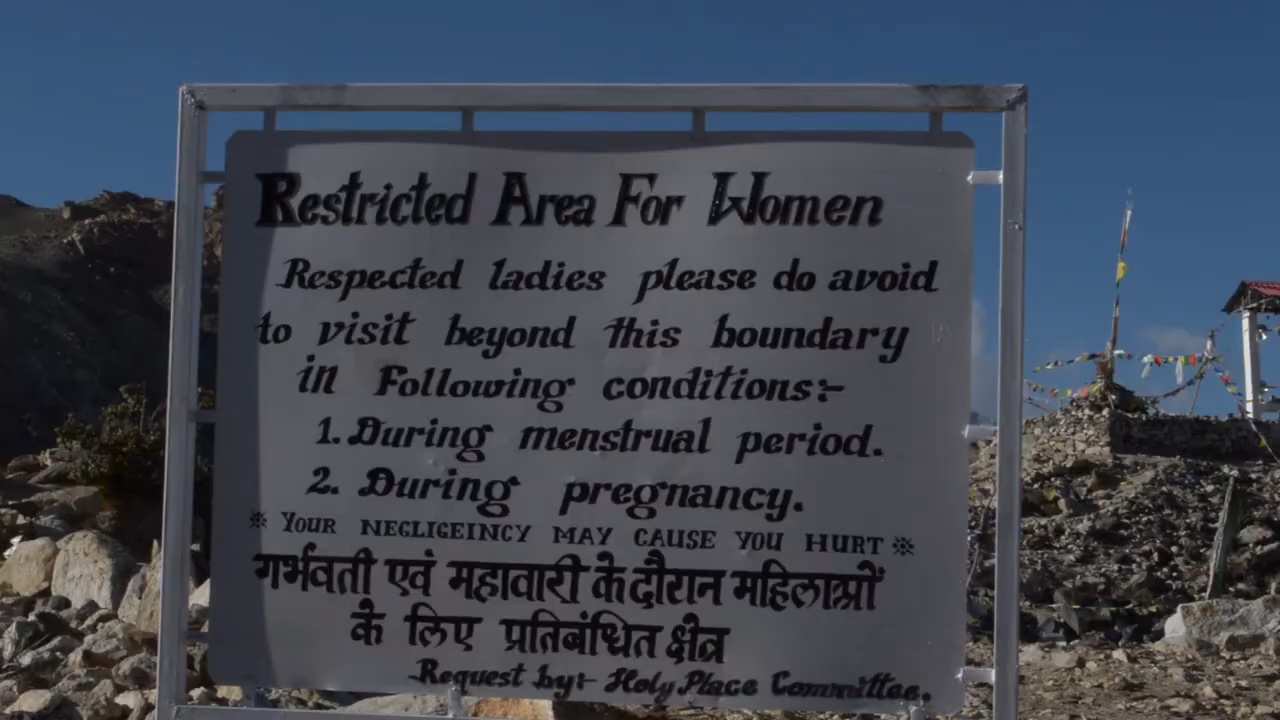 Restricted Area For Women
Respected ladies please do avoid
to visit beyond this boundary
in Following conditions:-
1. During menstrual period.
2. During pregnancy.
※ YOUR NEGLIGEINCY MAY CAUSE YOU HURT ※
गर्भवती एवं महावारी के दौरान महिलाओं
के लिए प्रतिबंधित क्षेत्र
Request by:- Holy Place Committee.